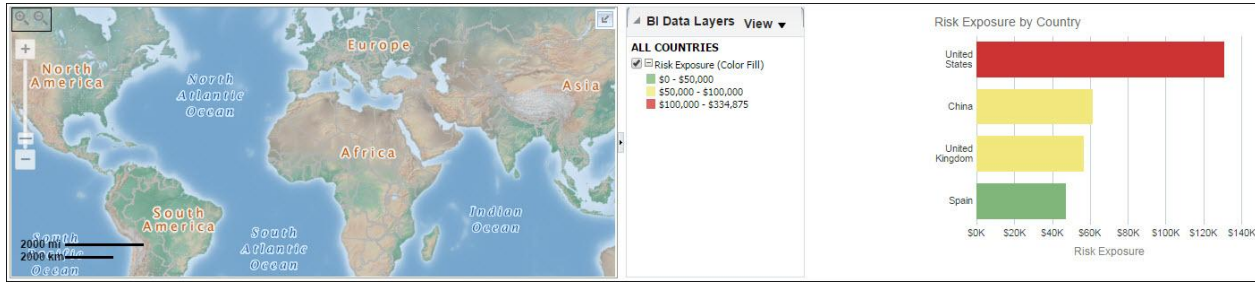 North
America
North
Atlantic
Ocean
Europe
Asia
Africa
South
America
Indian
Ocean
South
Atlantic
Ocean
South
Pacific
Ocean
2000 mi
2000 km
BI Data Layers View
ALL COUNTRIES
Risk Exposure (Color Fill)
$0 - $50,000
$50,000 - $100,000
$100,000 - $334,875
Risk Exposure by Country
United
States
China
United
Kingdom
Spain
$0K $20K $40K $60K $80K $100K $120K $140K
Risk Exposure